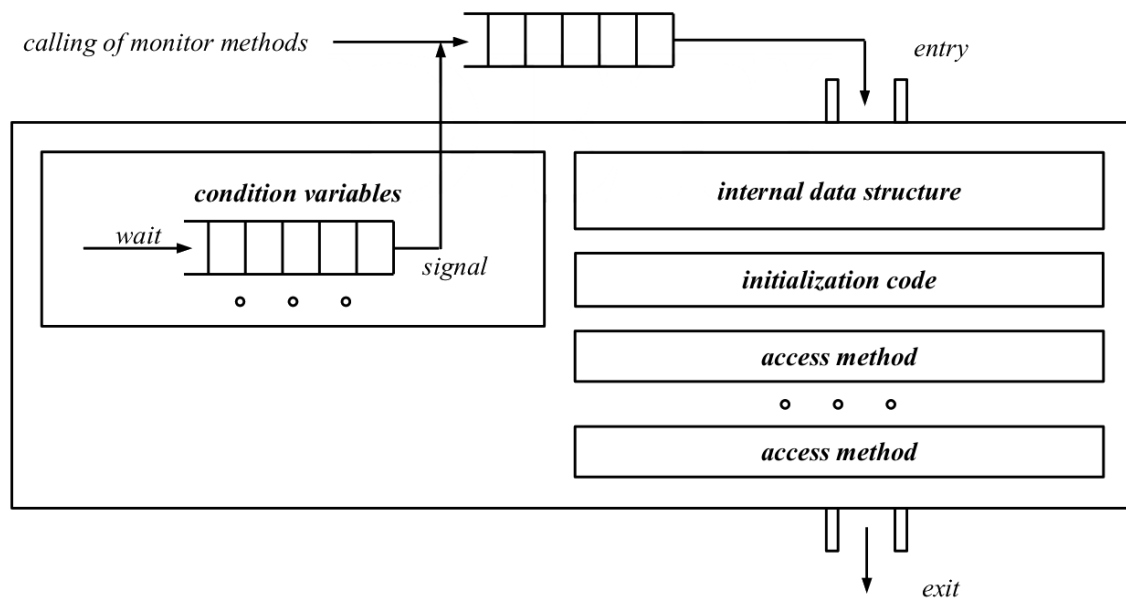 calling of monitor methods
entry
condition variables
wait
signal
internal data structure
initialization code
access method
access method
exit